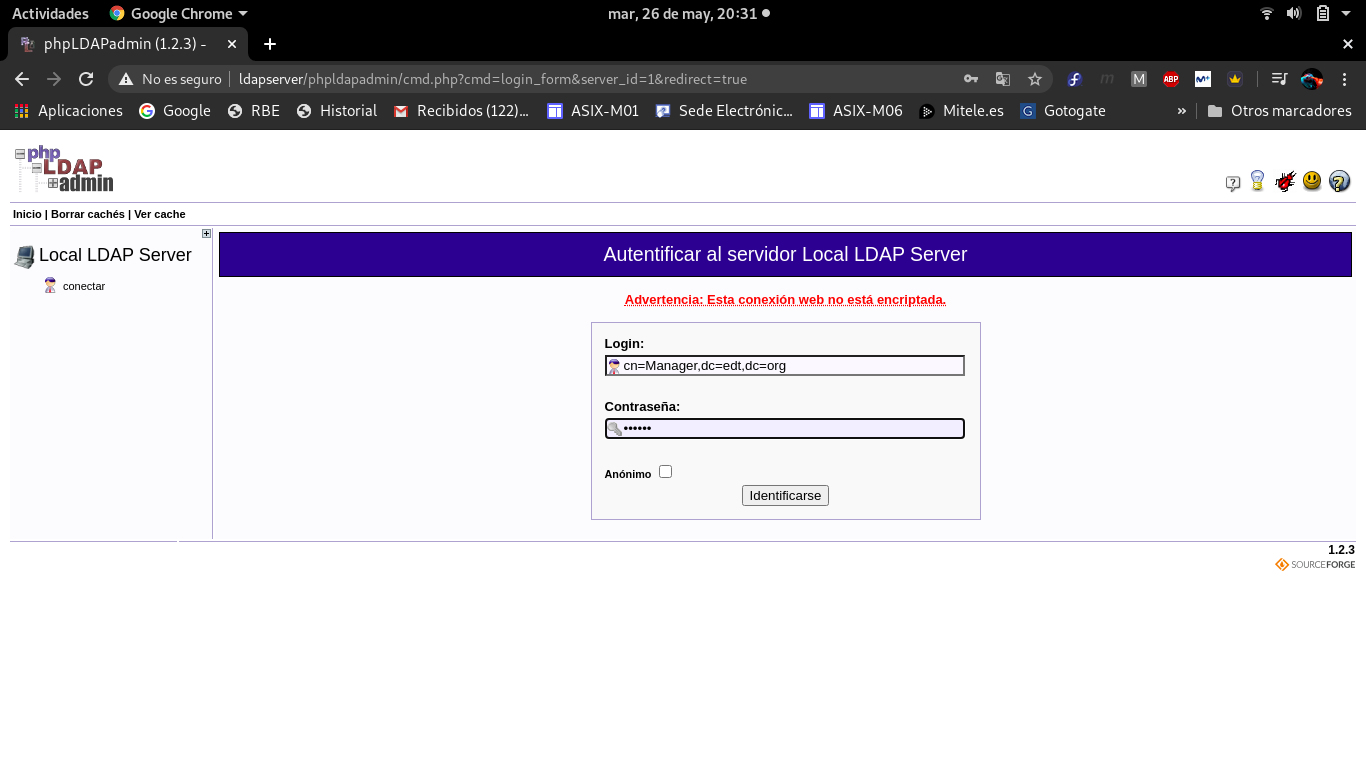 Actividades Google Chrome mar, 26 de may, 20:31
phpLDAPadmin (1.2.3) -
No es seguro ldapserver/phpldapadmin/cmd.php?cmd=login_form&server_id=1&redirect=true
M ABP M+
Aplicaciones Google RBE Historial Recibidos (122)... ASIX-M01 Sede Electrónic... ASIX-M06 Mitele.es Gotogate » Otros marcadores
php
LDAP
admin
Inicio | Borrar cachés | Ver cache
Local LDAP Server
conectar
Autentificar al servidor Local LDAP Server
Advertencia: Esta conexión web no está encriptada.
Login:
cn=Manager,dc=edt,dc=org
Contraseña:
••••••
Anónimo
Identificarse
1.2.3
SOURCEFORGE